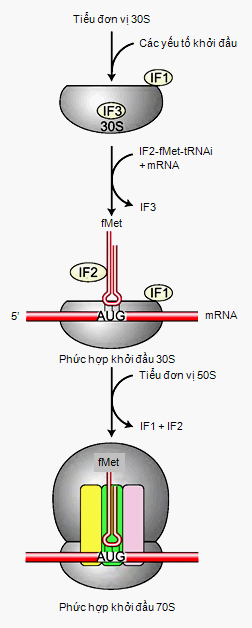 Tiểu đơn vị 30S
Các yếu tố khởi đầu
IF1
IF3
30S
IF2-fMet-tRNAi
+ mRNA
IF3
fMet
IF2
IF1
5' AUG mRNA
Phức hợp khởi đầu 30S
Tiểu đơn vị 50S
IF1 + IF2
fMet
AUG
Phức hợp khởi đầu 70S